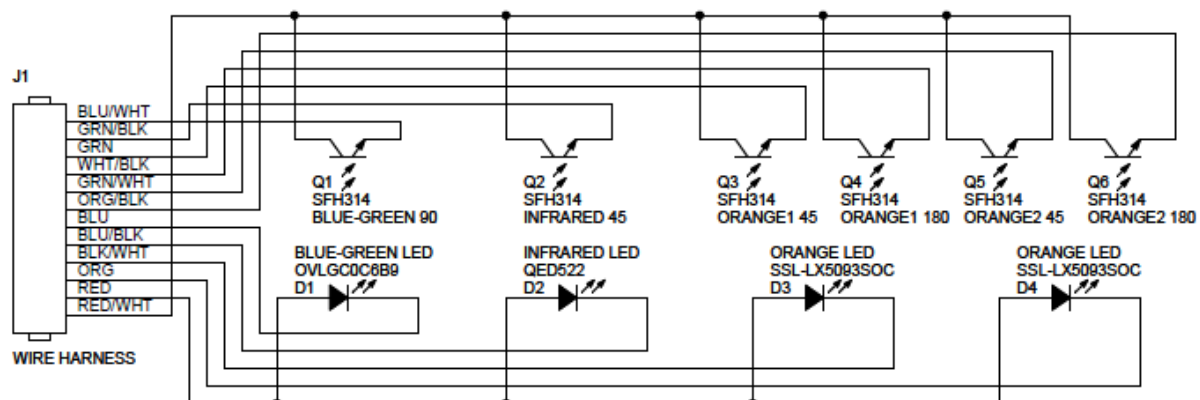 J1
BLU/WHT
GRN/BLK
GRN
WHT/BLK
GRN/WHT
ORG/BLK
BLU
BLU/BLK
BLK/WHT
ORG
RED
RED/WHT
WIRE HARNESS
Q1
SFH314
BLUE-GREEN 90
Q2
SFH314
INFRARED 45
Q3
SFH314
ORANGE1 45
Q4
SFH314
ORANGE1 180
Q5
SFH314
ORANGE2 45
Q6
SFH314
ORANGE2 180
BLUE-GREEN LED
OVLGC0C6B9
D1
INFRARED LED
QED522
D2
ORANGE LED
SSL-LX5093SOC
D3
ORANGE LED
SSL-LX5093SOC
D4